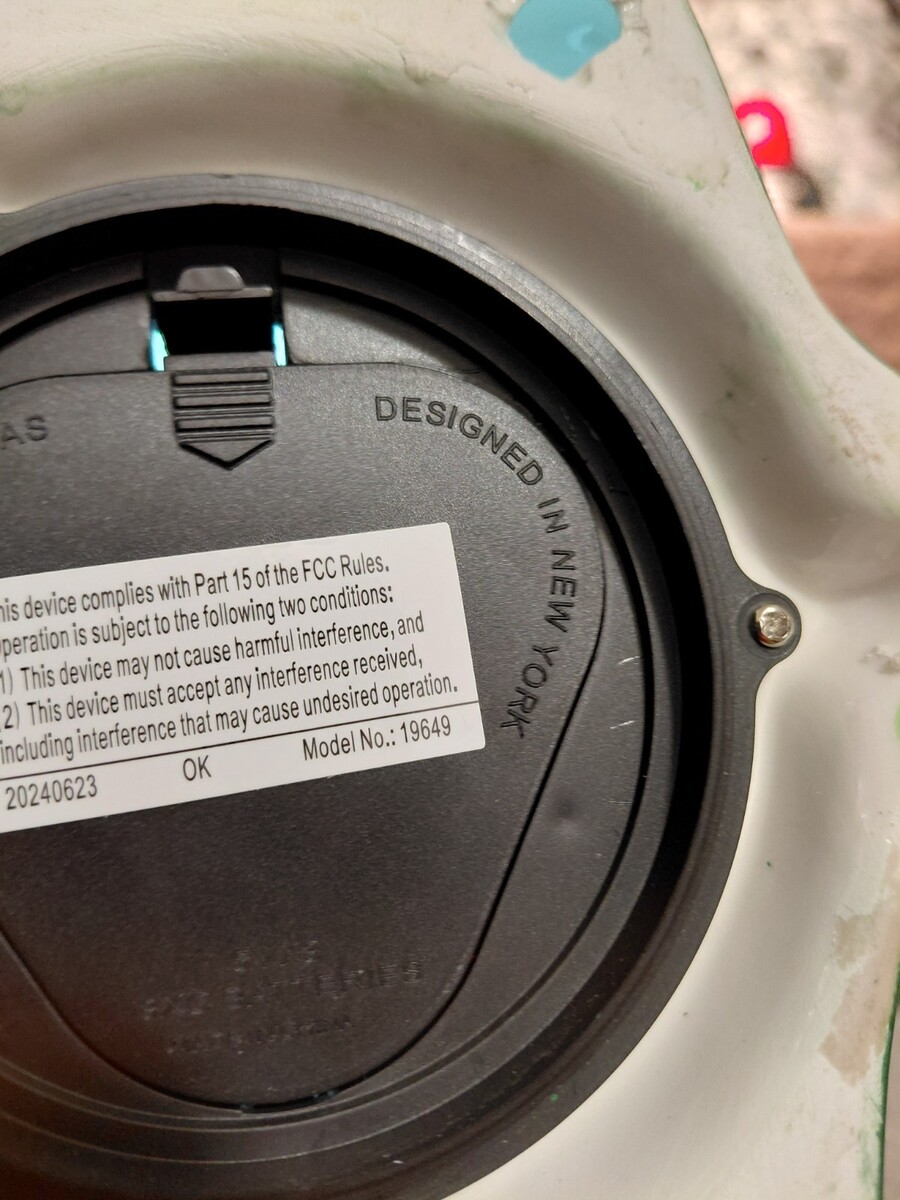 AS
DESIGNED IN NEW YORK
his device complies with Part 15 of the FCC Rules.
peration is subject to the following two conditions:
1) This device may not cause harmful interference, and
2) This device must accept any interference received,
including interference that may cause undesired operation.
20240623 OK Model No.: 19649
BATTERIES